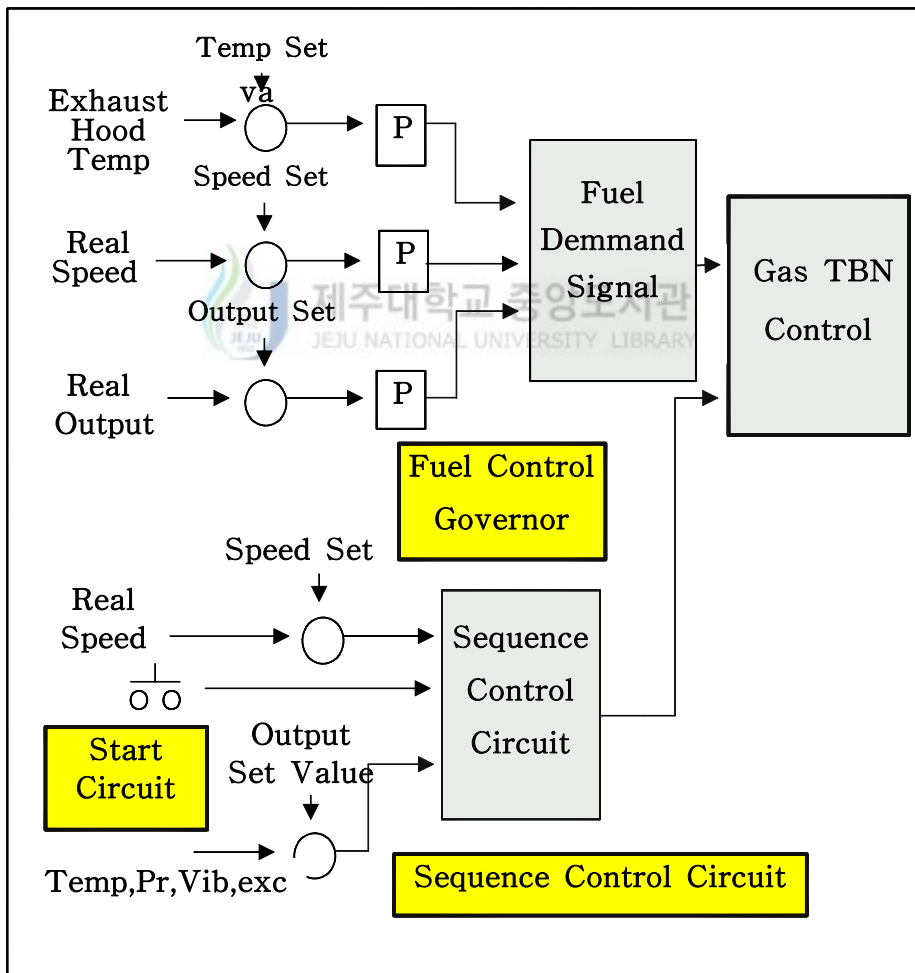 Temp Set
va
Exhaust
Hood
Temp
P
Speed Set
Real
Speed
P
Output Set
Real
Output
P
Fuel
Demmand
Signal
Gas TBN
Control
제주대학교 중앙도서관
JEJU NATIONAL UNIVERSITY LIBRARY
JEJU
1952
Fuel Control
Governor
Speed Set
Real
Speed
Sequence
Control
Circuit
Start
Circuit
Output
Set Value
Temp,Pr,Vib,exc
Sequence Control Circuit